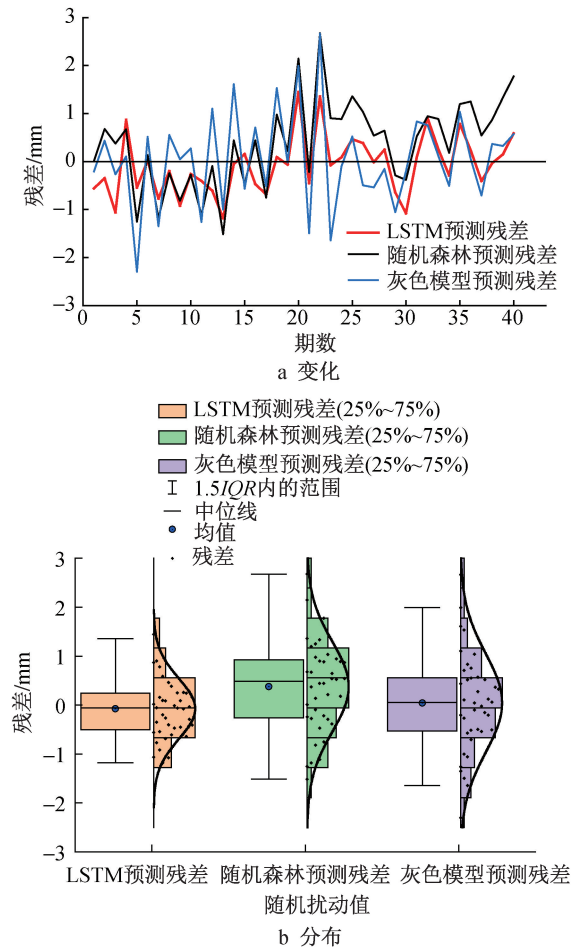 3
2
1
0
−1
−2
−3
残差/mm
0
5
10
15
20
25
30
35
40
LSTM预测残差
随机森林预测残差
灰色模型预测残差
期数
a 变化
LSTM预测残差(25%~75%)
随机森林预测残差(25%~75%)
灰色模型预测残差(25%~75%)
1.5IQR内的范围
中位线
均值
残差
3
2
1
0
−1
−2
−3
残差/mm
LSTM预测残差
随机森林预测残差
灰色模型预测残差
随机扰动值
b 分布